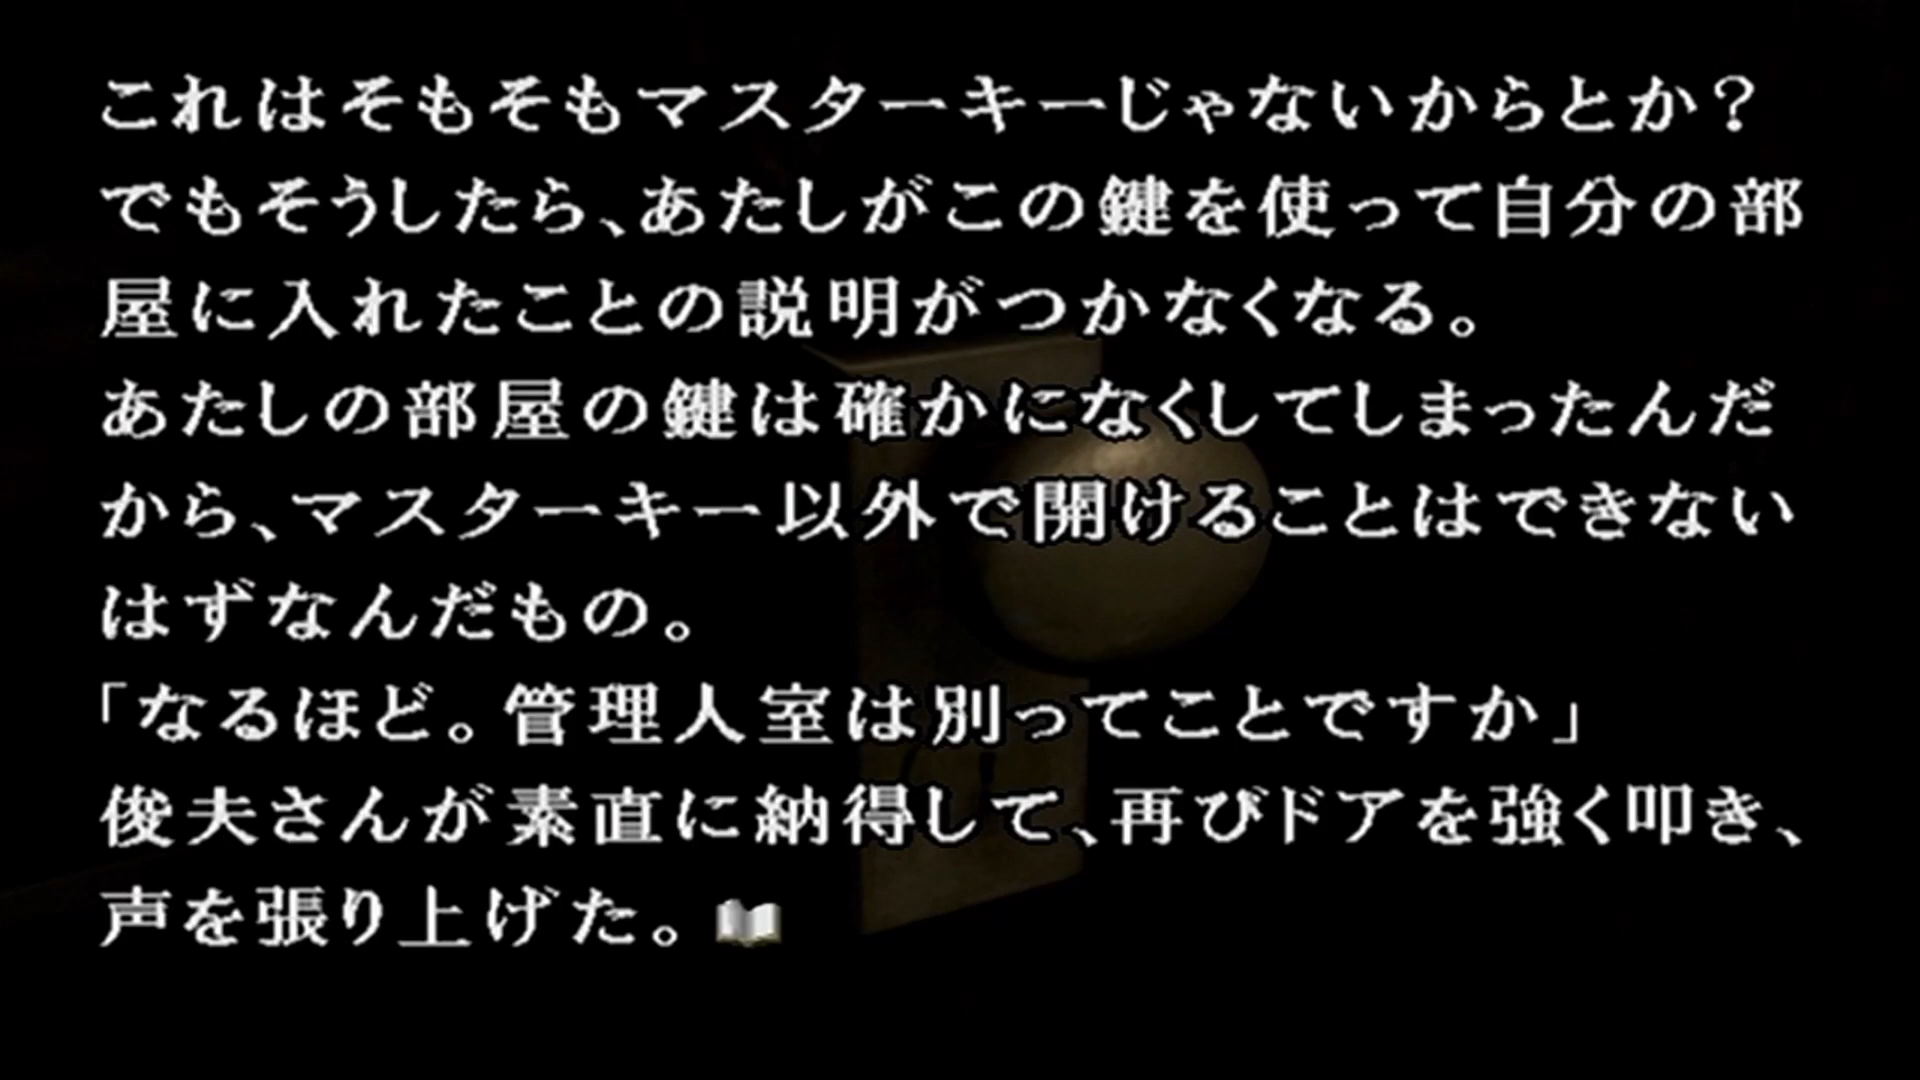 これはそもそもマスターキーじゃないからとか？
でもそうしたら、あたしがこの鍵を使って自分の部
屋に入れたことの説明がつかなくなる。
あたしの部屋の鍵は確かになくしてしまったんだ
から、マスターキー以外で開けることはできない
はずなんだもの。
「なるほど。管理人室は別ってことですか」
俊夫さんが素直に納得して、再びドアを強く叩き、
声を張り上げた。